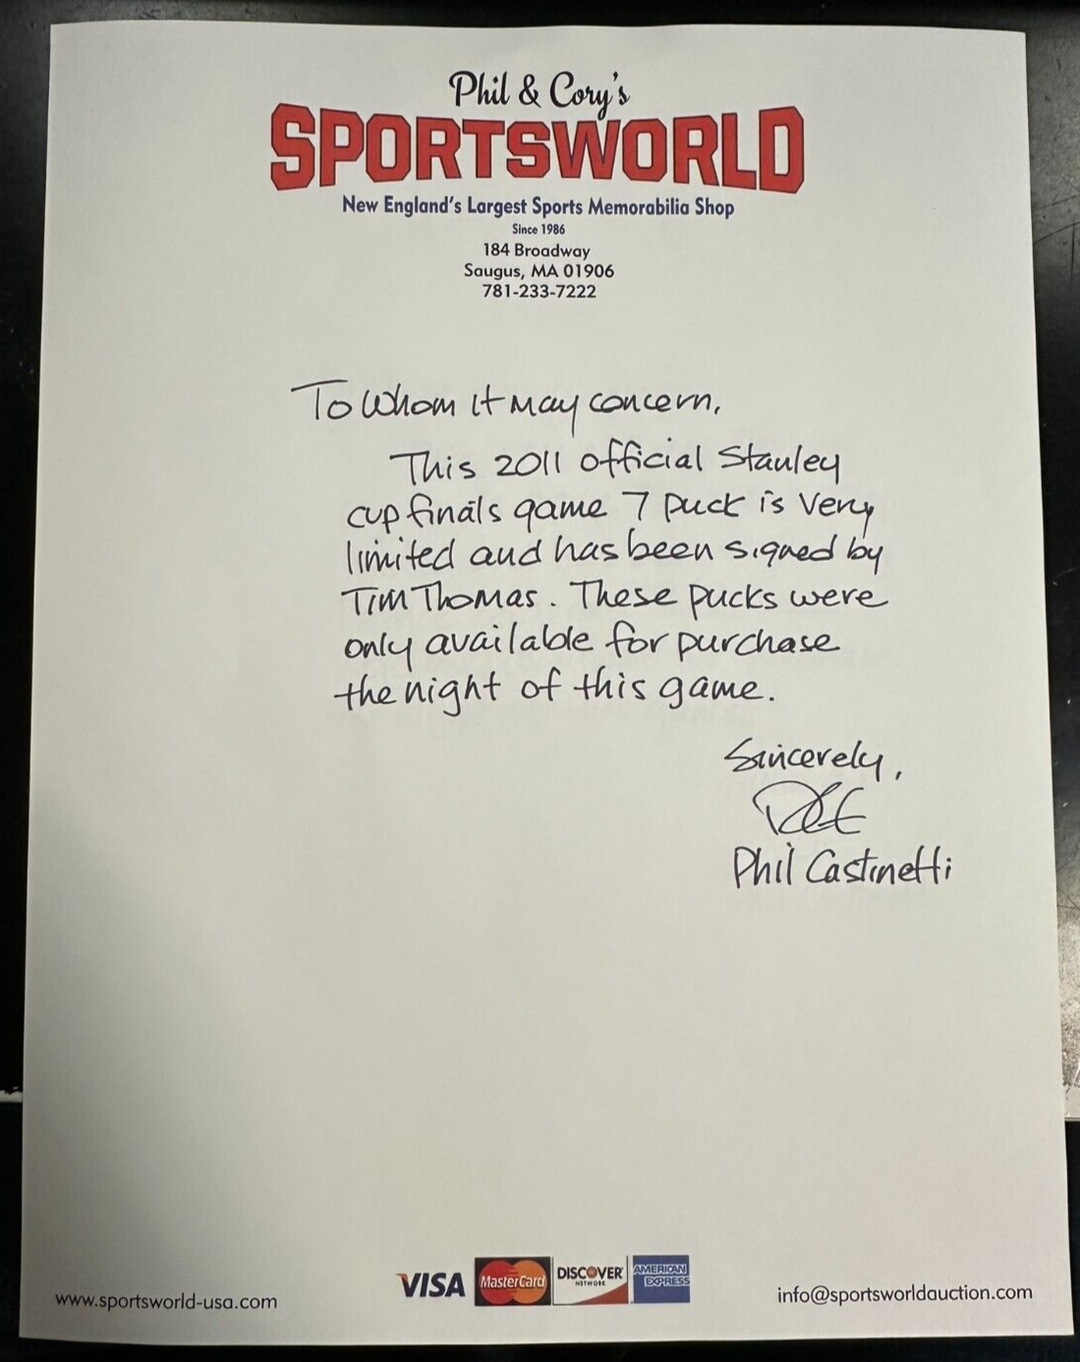 Phil & Cory's
SPORTSWORLD
New England's Largest Sports Memorabilia Shop
Since 1986
184 Broadway
Saugus, MA 01906
781-233-7222
To Whom it May concern,
This 2011 official Stanley
cup finals game 7 puck is very
limited and has been signed by
Tim Thomas. These pucks were
only available for purchase
the night of this game.
Sincerely,
Phil Castinetti
VISA MasterCard DISCOVER NETWORK AMERICAN EXPRESS
www.sportsworld-usa.com
info@sportsworldauction.com